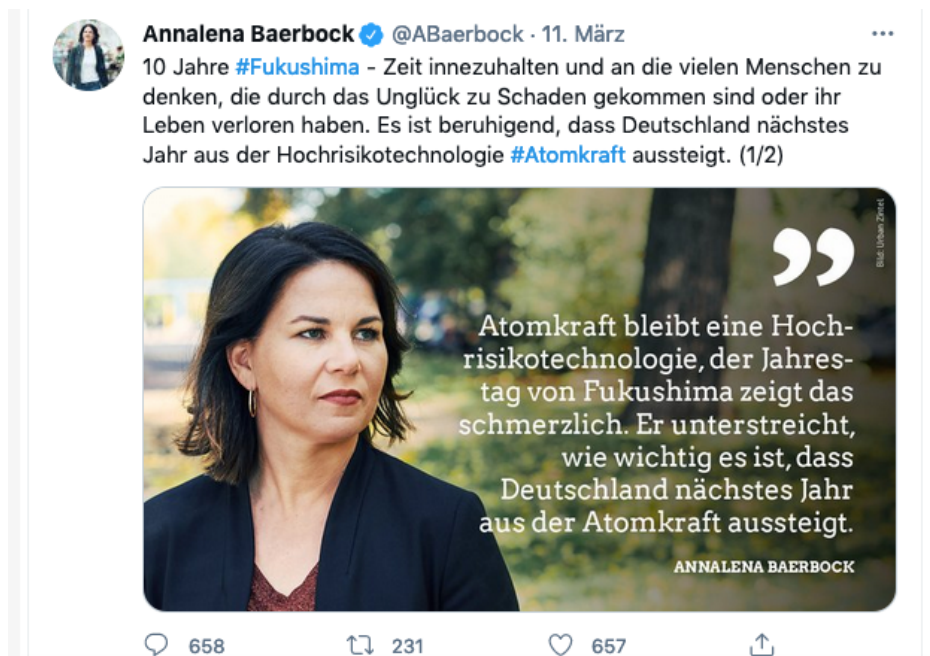 Annalena Baerbock @ABaerbock · 11. März
10 Jahre #Fukushima - Zeit innezuhalten und an die vielen Menschen zu
denken, die durch das Unglück zu Schaden gekommen sind oder ihr
Leben verloren haben. Es ist beruhigend, dass Deutschland nächstes
Jahr aus der Hochrisikotechnologie #Atomkraft aussteigt. (1/2)
Bild: Urban Zintel
”
Atomkraft bleibt eine Hoch-
risikotechnologie, der Jahres-
tag von Fukushima zeigt das
schmerzlich. Er unterstreicht,
wie wichtig es ist, dass
Deutschland nächstes Jahr
aus der Atomkraft aussteigt.
ANNALENA BAERBOCK
658 231 657